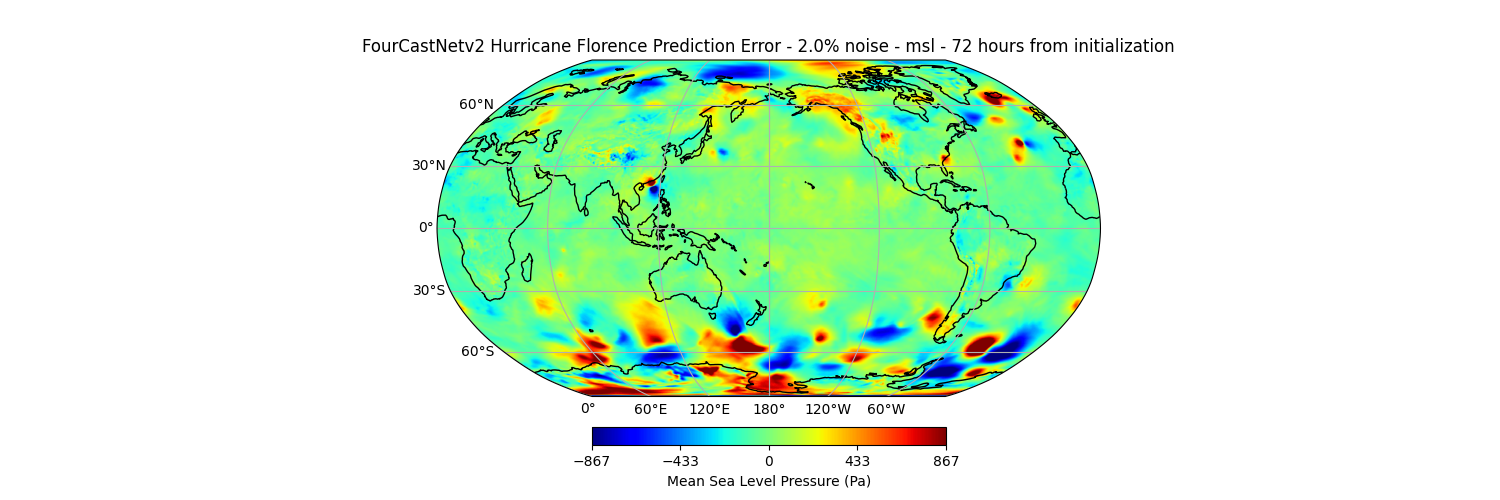 FourCastNetv2 Hurricane Florence Prediction Error - 2.0% noise - msl - 72 hours from initialization
60°N
30°N
0°
30°S
60°S
0° 60°E 120°E 180° 120°W 60°W
−867 −433 0 433 867
Mean Sea Level Pressure (Pa)